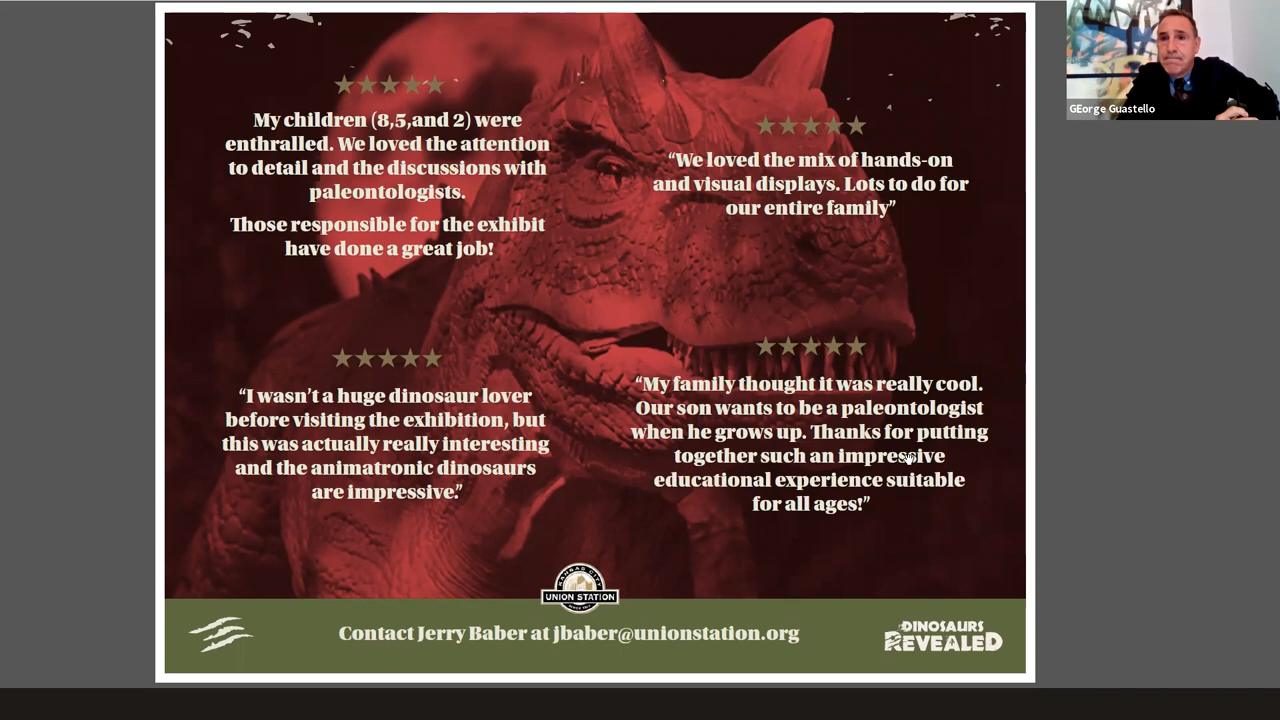 My children (8,5,and 2) were
enthralled. We loved the attention
to detail and the discussions with
paleontologists.
Those responsible for the exhibit
have done a great job!
“We loved the mix of hands-on
and visual displays. Lots to do for
our entire family”
“I wasn’t a huge dinosaur lover
before visiting the exhibition, but
this was actually really interesting
and the animatronic dinosaurs
are impressive.”
“My family thought it was really cool.
Our son wants to be a paleontologist
when he grows up. Thanks for putting
together such an impressive
educational experience suitable
for all ages!”
KANSAS CITY
UNION STATION
Contact Jerry Baber at jbaber@unionstation.org
DINOSAURS
REVEALED
GEorge Guastello